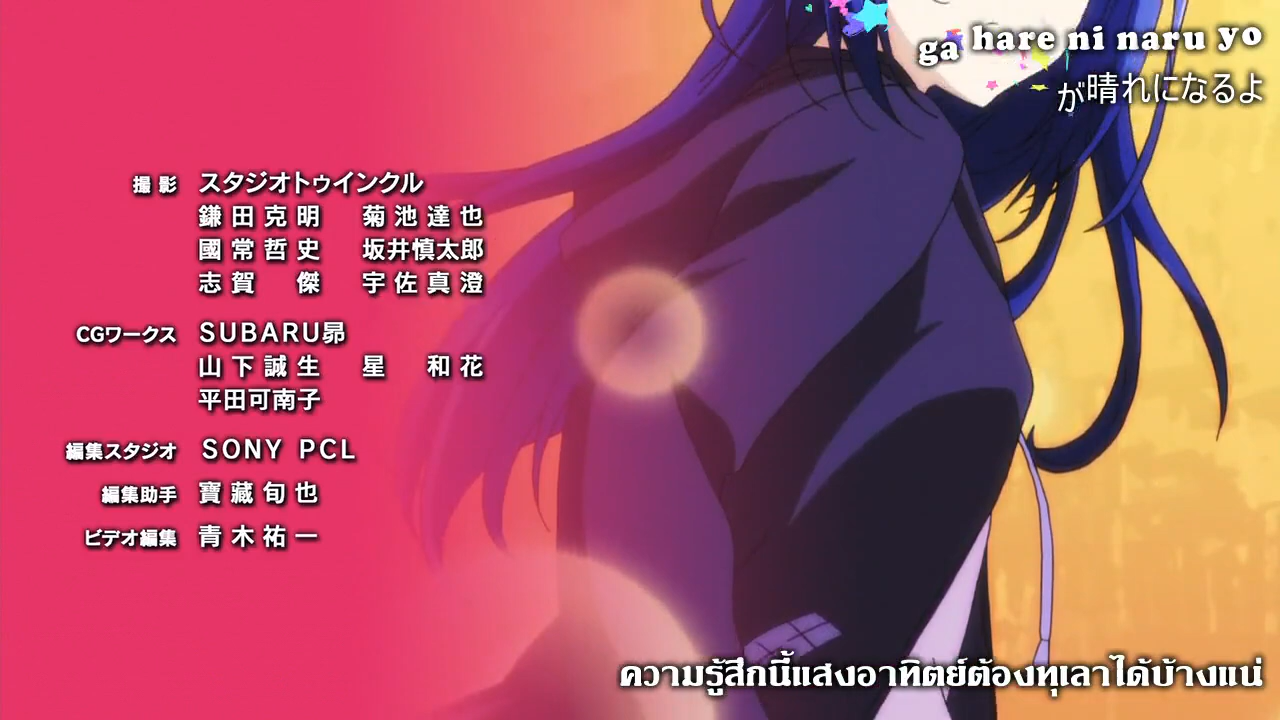 ga hare ni naru yo
が晴れになるよ
撮影 スタジオトゥインクル
鎌田克明 菊池達也
國常哲史 坂井慎太郎
志賀 傑 宇佐真澄
CGワークス SUBARU昴
山下誠生 星 和花
平田可南子
編集スタジオ SONY PCL
編集助手 寶藏旬也
ビデオ編集 青木祐一
ความรู้สึกนี้แสงอาทิตย์ต้องทุเลาได้บ้างแน่